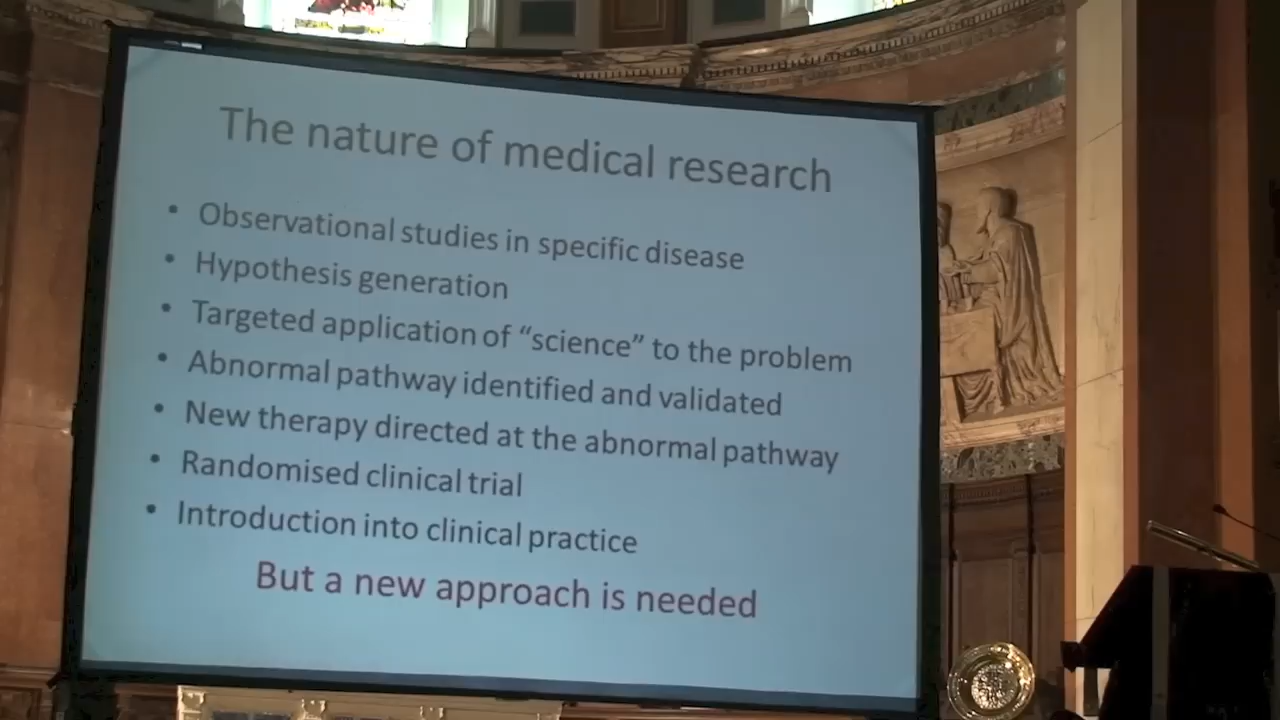 The nature of medical research
• Observational studies in specific disease
• Hypothesis generation
• Targeted application of “science” to the problem
• Abnormal pathway identified and validated
• New therapy directed at the abnormal pathway
• Randomised clinical trial
• Introduction into clinical practice
But a new approach is needed